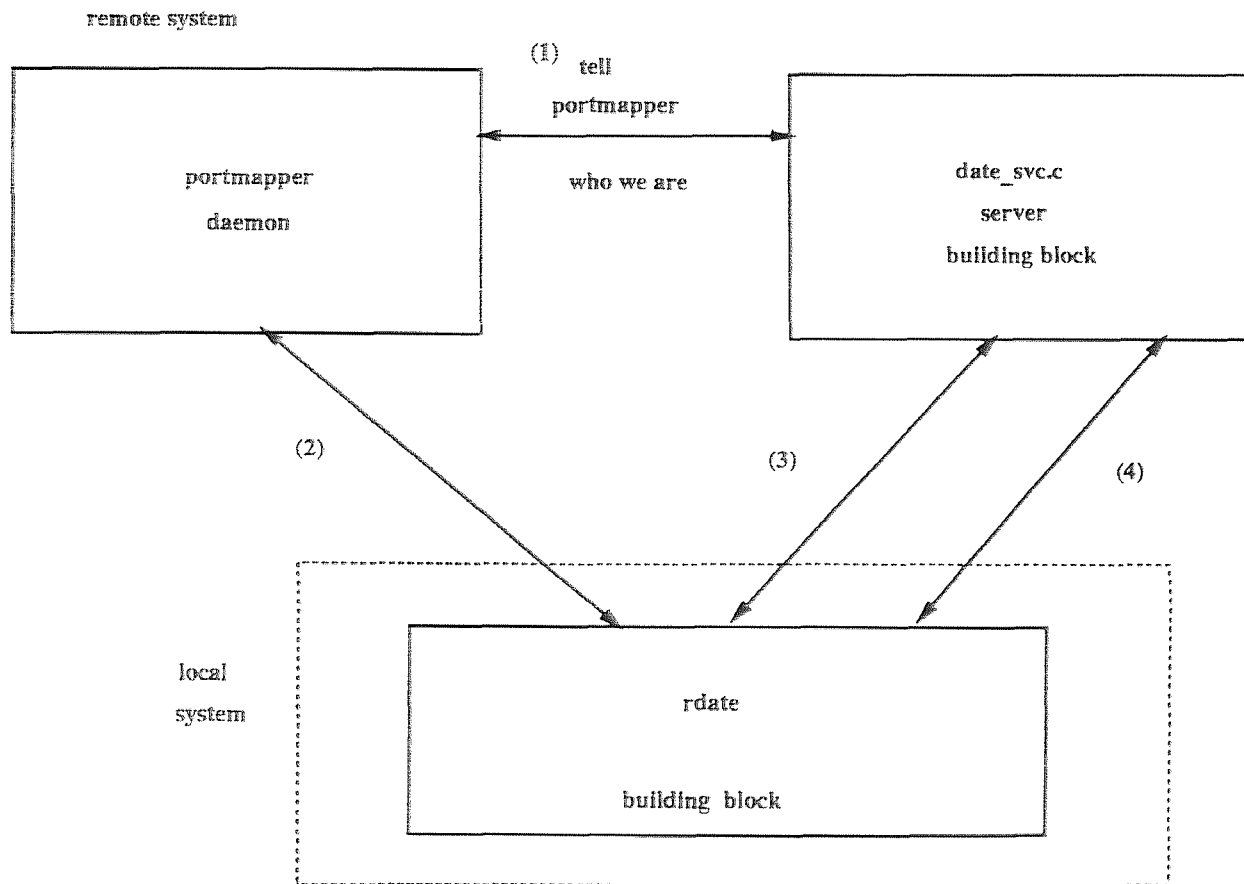 remote system
(1) tell
portmapper
who we are
portmapper
daemon
date_svc.c
server
building block
(2)
(3)
(4)
local
system
rdate
building block